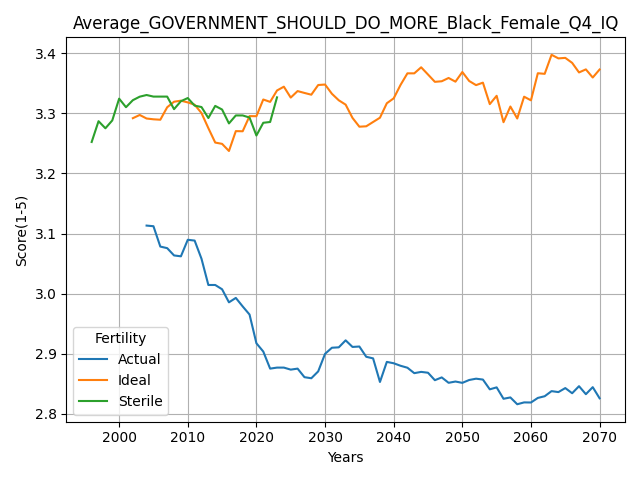 Average_GOVERNMENT_SHOULD_DO_MORE_Black_Female_Q4_IQ
3.4
3.3
3.2
3.1
3.0
2.9
2.8
Score(1-5)
Fertility
Actual
Ideal
Sterile
2000 2010 2020 2030 2040 2050 2060 2070
Years